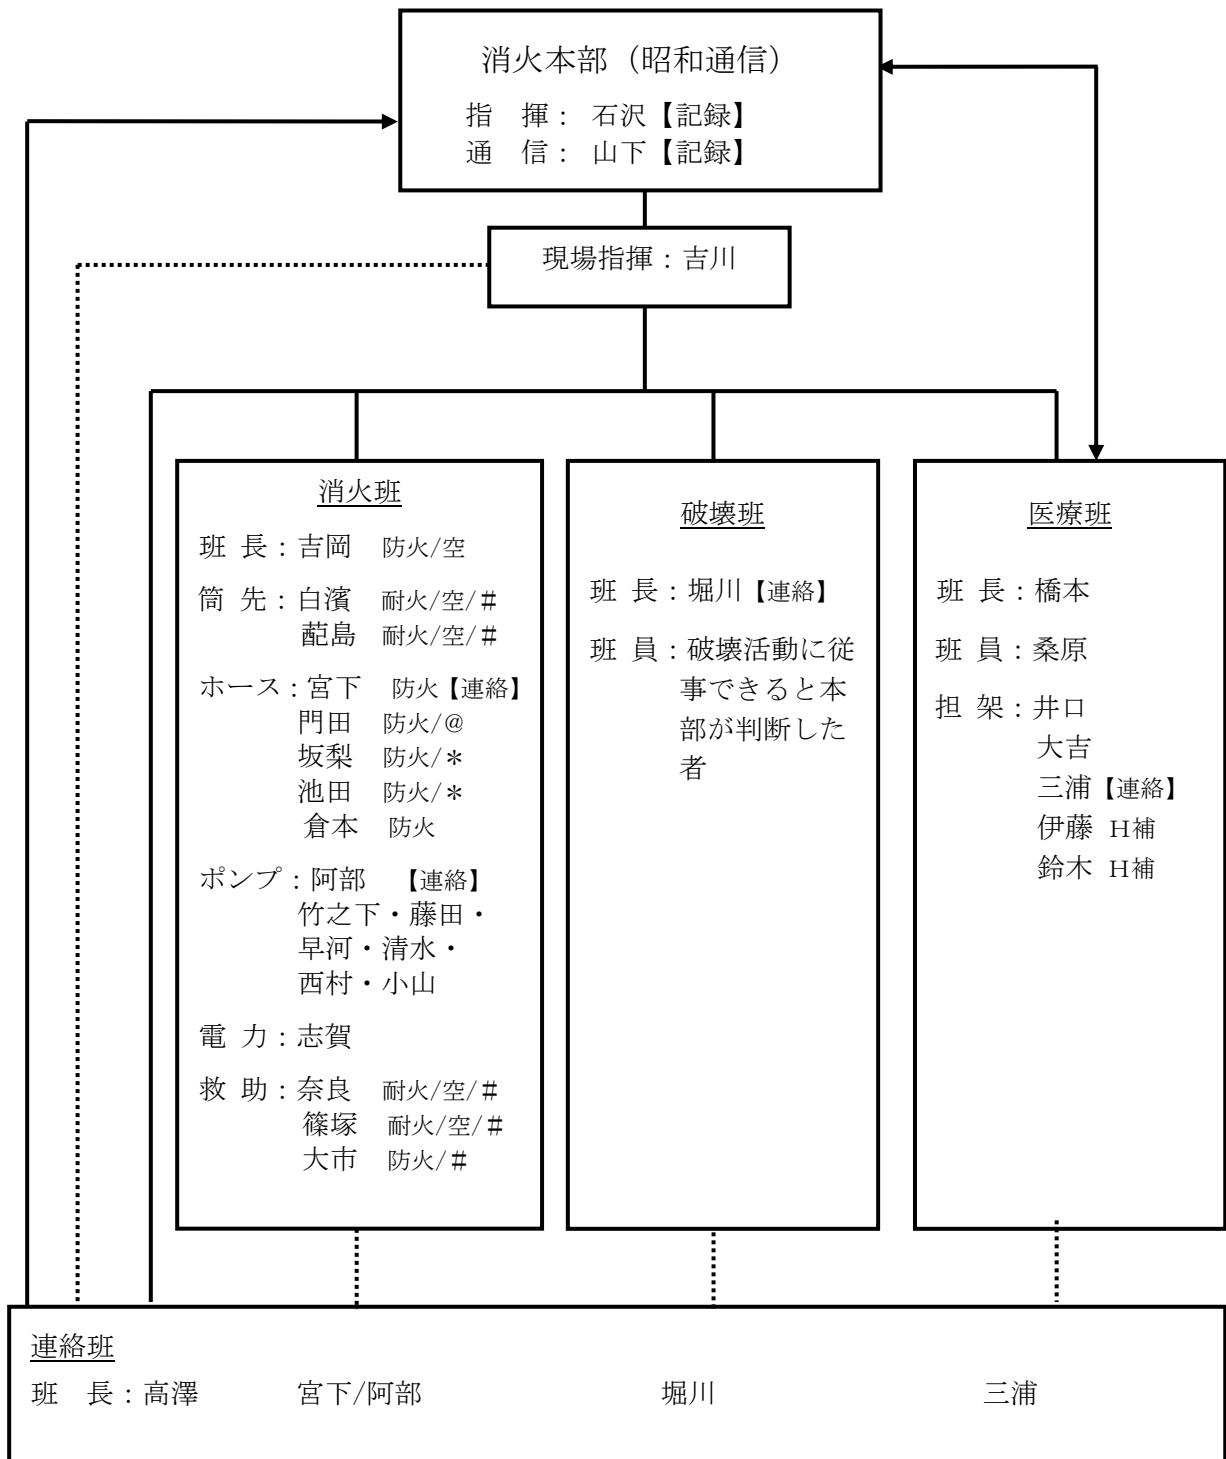 消火本部（昭和通信）
指　揮： 石沢【記録】
通　信： 山下【記録】
現場指揮：吉川
消火班
班 長：吉岡　防火/空
筒 先：白濱　耐火/空/＃
萢島　耐火/空/＃
ホース：宮下　防火【連絡】
門田　防火/@
坂梨　防火/＊
池田　防火/＊
倉本　防火
ポンプ：阿部　【連絡】
竹之下・藤田・
早河・清水・
西村・小山
電 力：志賀
救 助：奈良　耐火/空/＃
篠塚　耐火/空/＃
大市　防火/＃
破壊班
班 長：堀川【連絡】
班 員：破壊活動に従
事できると本
部が判断した
者
医療班
班 長：橋本
班 員：桑原
担 架：井口
大吉
三浦【連絡】
伊藤 H補
鈴木 H補
連絡班
班　長：高澤　宮下/阿部　堀川　三浦